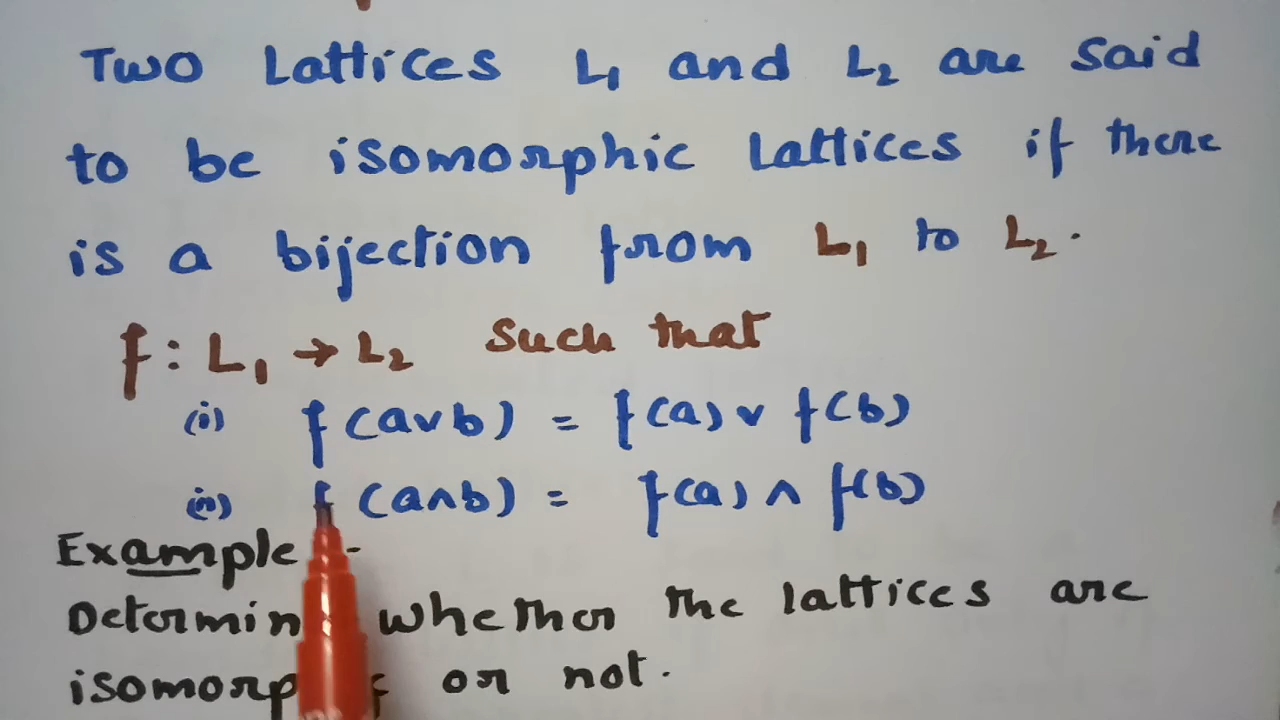 Two Lattices L₁ and L₂ are said
to be isomorphic Lattices if there
is a bijection from L₁ to L₂.
f : L₁ → L₂ Such that
(i) f (a∨b) = f(a) ∨ f(b)
(ii) f (a∧b) = f(a) ∧ f(b)
Example
whether the lattices are
or not.